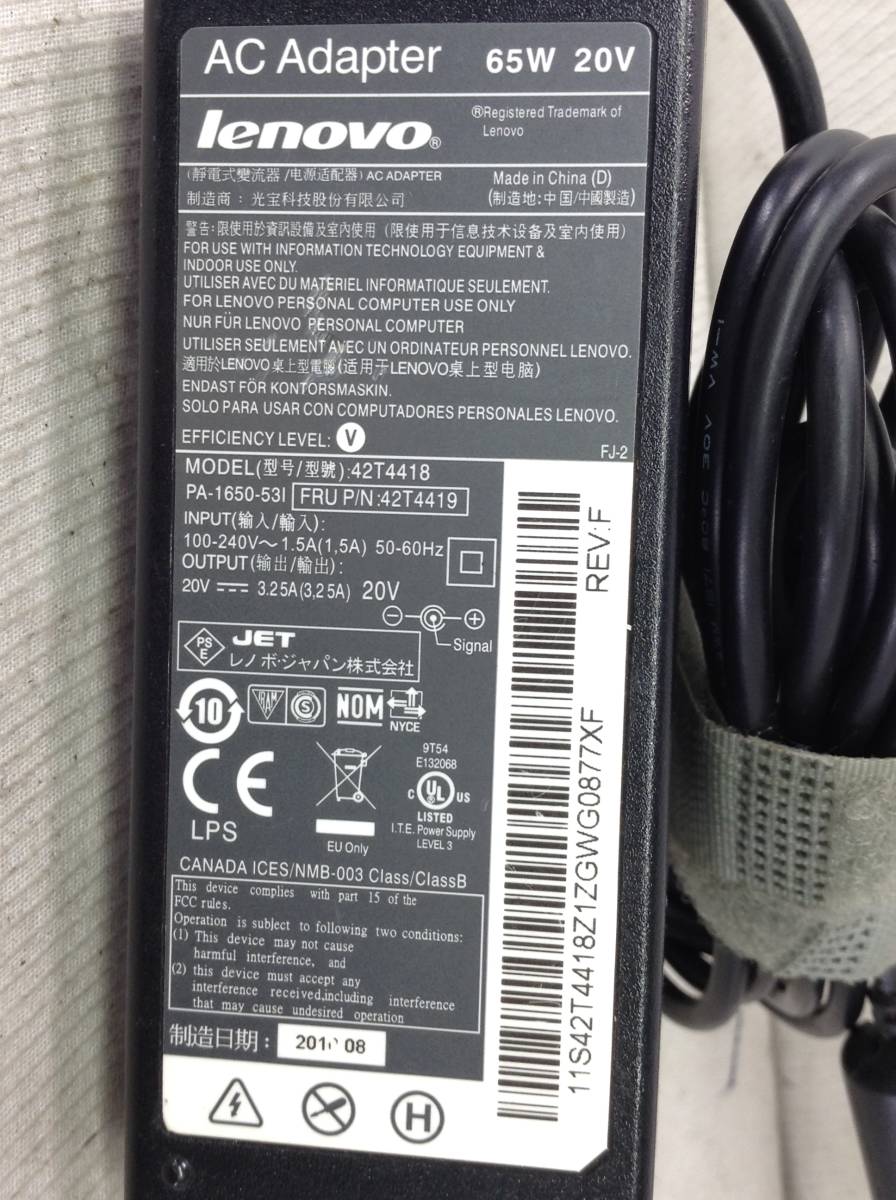 AC Adapter 65W 20V
lenovo®
®Registered Trademark of
Lenovo
(靜電式變流器/电源适配器) AC ADAPTER
制造商：光宝科技股份有限公司
Made in China (D)
(制造地:中国/中國製造)
警告:限使用於資訊設備及室內使用 (限使用于信息技术设备及室内使用)
FOR USE WITH INFORMATION TECHNOLOGY EQUIPMENT &
INDOOR USE ONLY.
UTILISER AVEC DU MATERIEL INFORMATIQUE SEULEMENT.
FOR LENOVO PERSONAL COMPUTER USE ONLY
NUR FÜR LENOVO PERSONAL COMPUTER
UTILISER SEULEMENT AVEC UN ORDINATEUR PERSONNEL LENOVO.
適用於LENOVO桌上型電腦(适用于LENOVO桌上型电脑)
ENDAST FÖR KONTORSMASKIN.
SOLO PARA USAR CON COMPUTADORES PERSONALES LENOVO.
EFFICIENCY LEVEL: V
FJ-2
MODEL(型号/型號):42T4418
PA-1650-53I FRU P/N:42T4419
INPUT(输入/輸入):
100-240V～1.5A(1,5A) 50-60Hz
OUTPUT(输出/輸出):
20V 3.25A(3,25A) 20V
Signal
PS
E
JET
レノボ・ジャパン株式会社
10
NOM
NYCE
CE
LPS
EU Only
9T54
E132068
C UL US
LISTED
I.T.E. Power Supply
LEVEL 3
CANADA ICES/NMB-003 Class/ClassB
This device complies with part 15 of the
FCC rules.
Operation is subject to following two conditions:
(1) This device may not cause
harmful interference, and
(2) this device must accept any
interference received,including interference
that may cause undesired operation
制造日期：
08
H
REV:F
11S42T4418Z1ZGWG0877XF